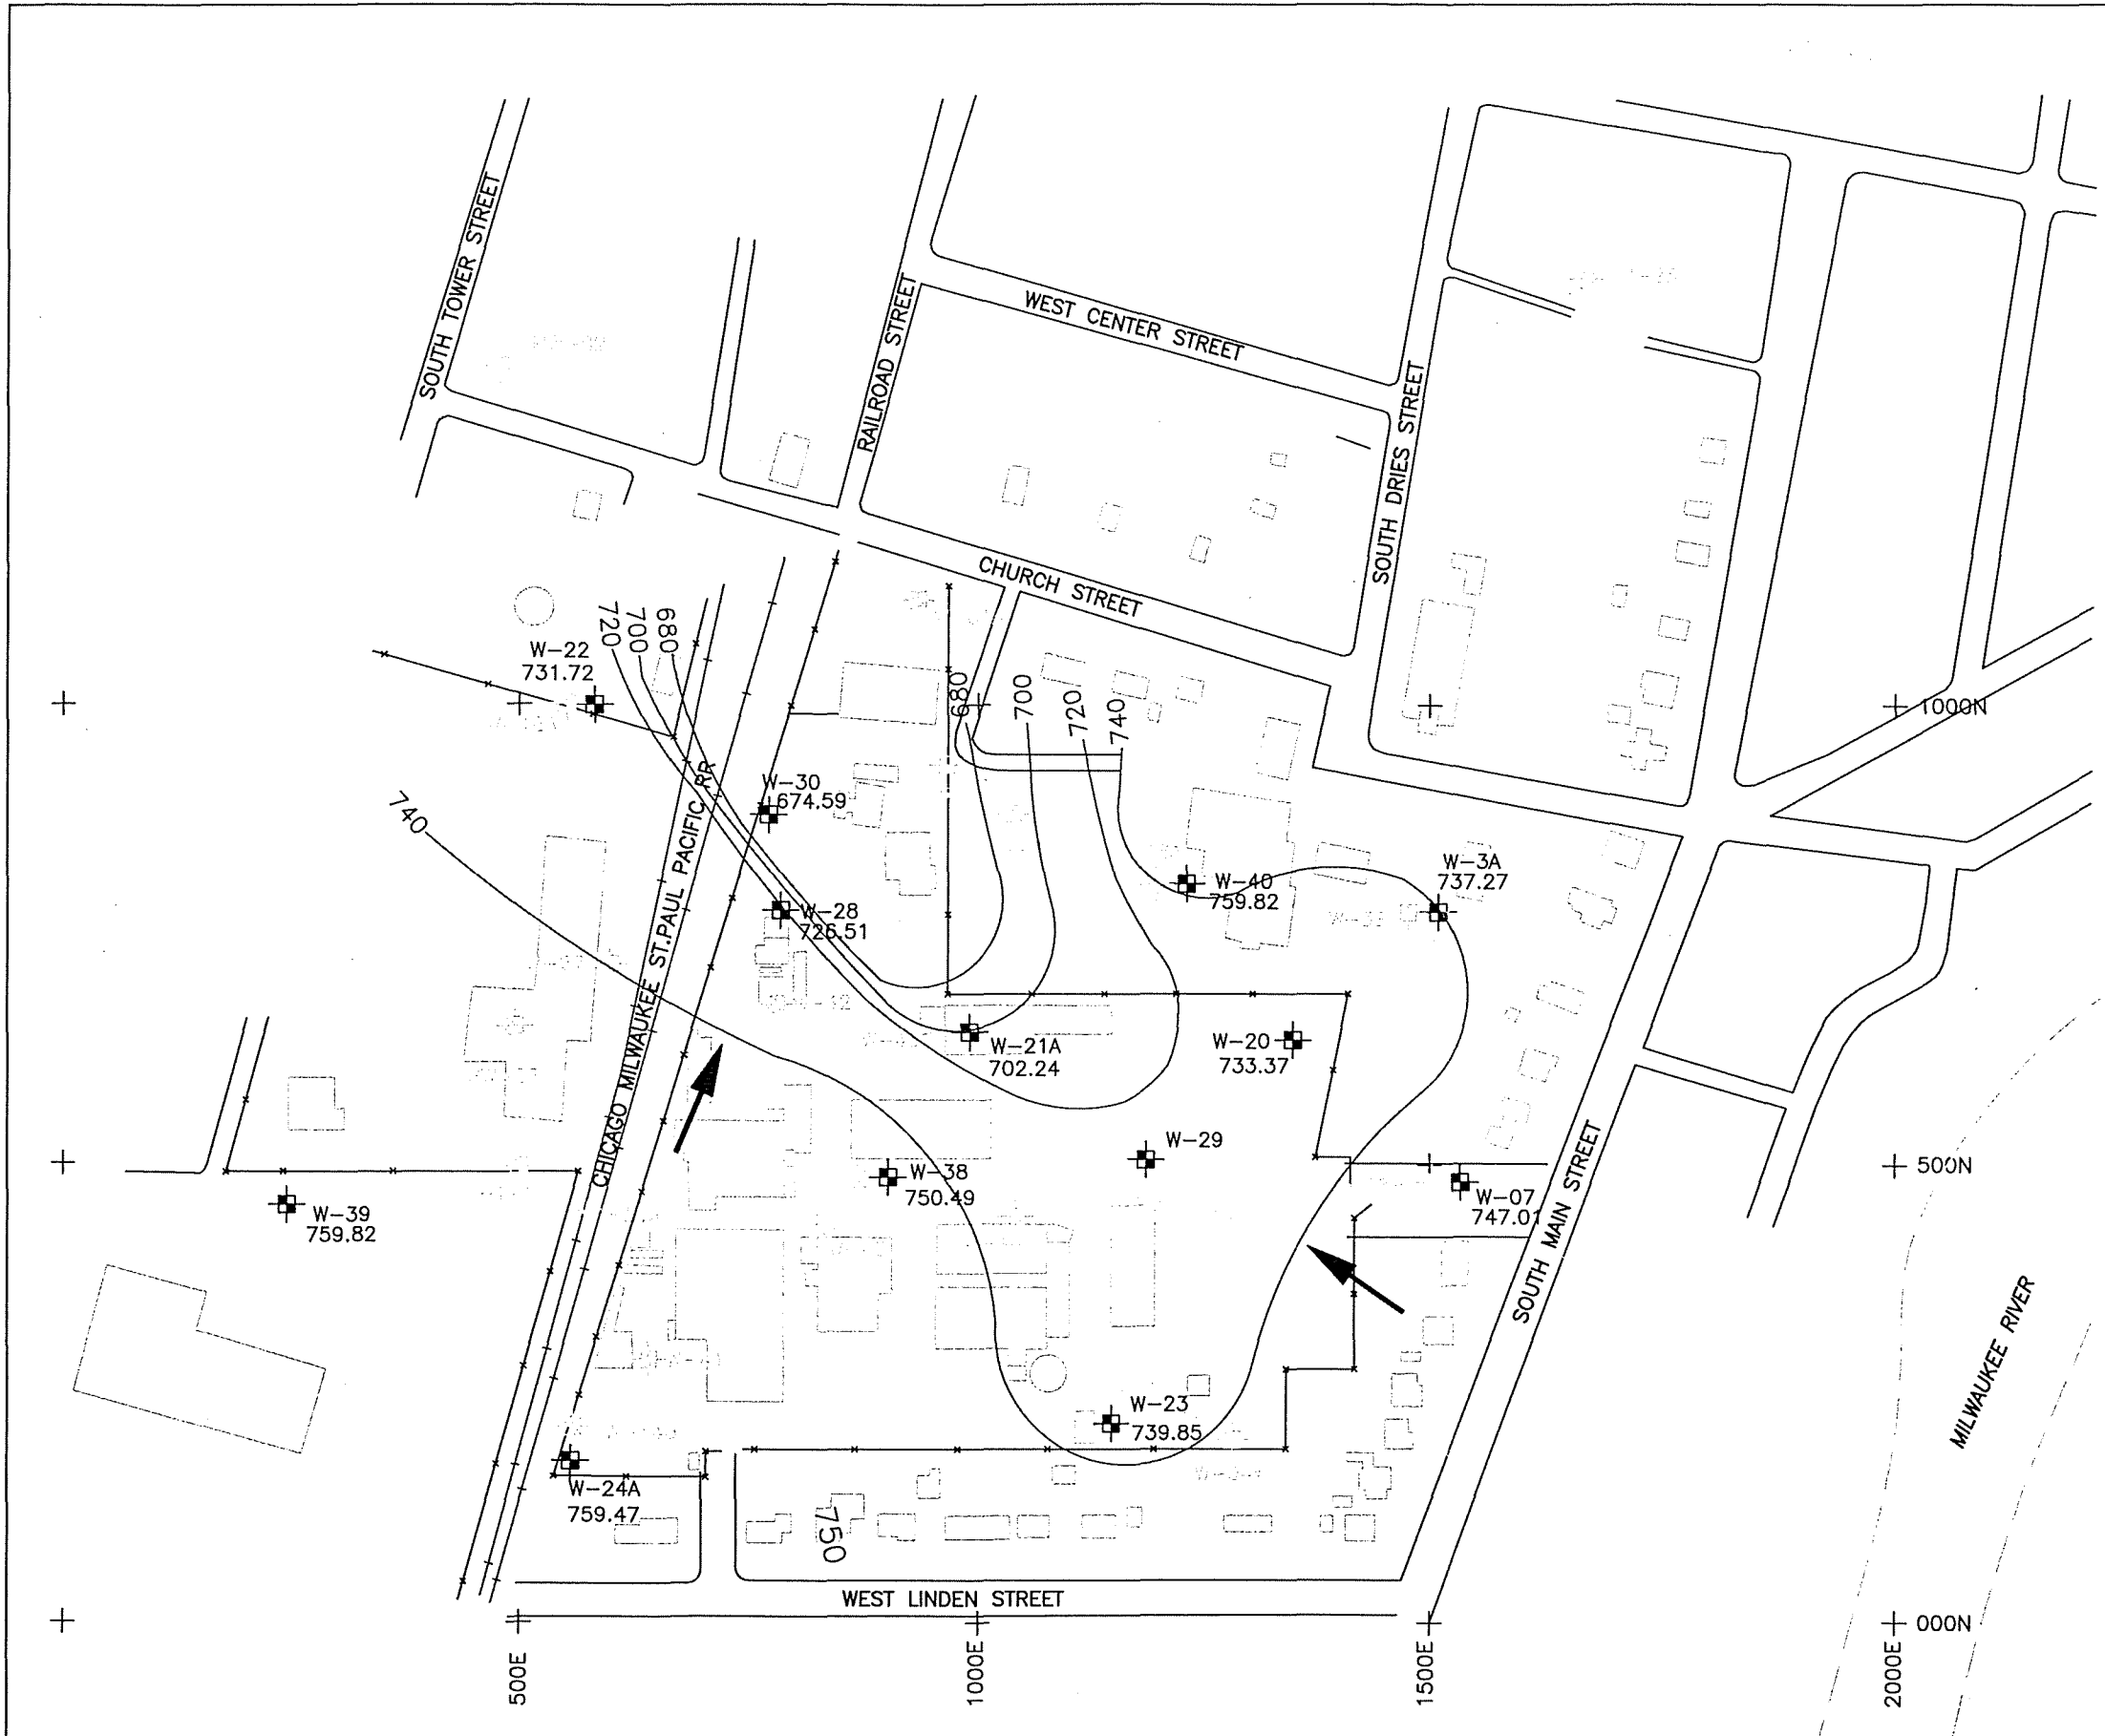 SOUTH TOWER STREET
RAILROAD STREET
WEST CENTER STREET
SOUTH DRIES STREET
CHURCH STREET
720
700
680
W-22
731.72
680
700
720
740
1000N
W-30
674.59
740
CHICAGO MILWAUKEE ST.PAUL PACIFIC RR
W-28
726.51
W-40
759.82
W-3A
737.27
W-21A
702.24
W-20
733.37
W-29
500N
W-38
750.49
W-39
759.82
W-07
747.01
SOUTH MAIN STREET
MILWAUKEE RIVER
W-23
739.85
W-24A
759.47
750
WEST LINDEN STREET
000N
500E
1000E
1500E
2000E